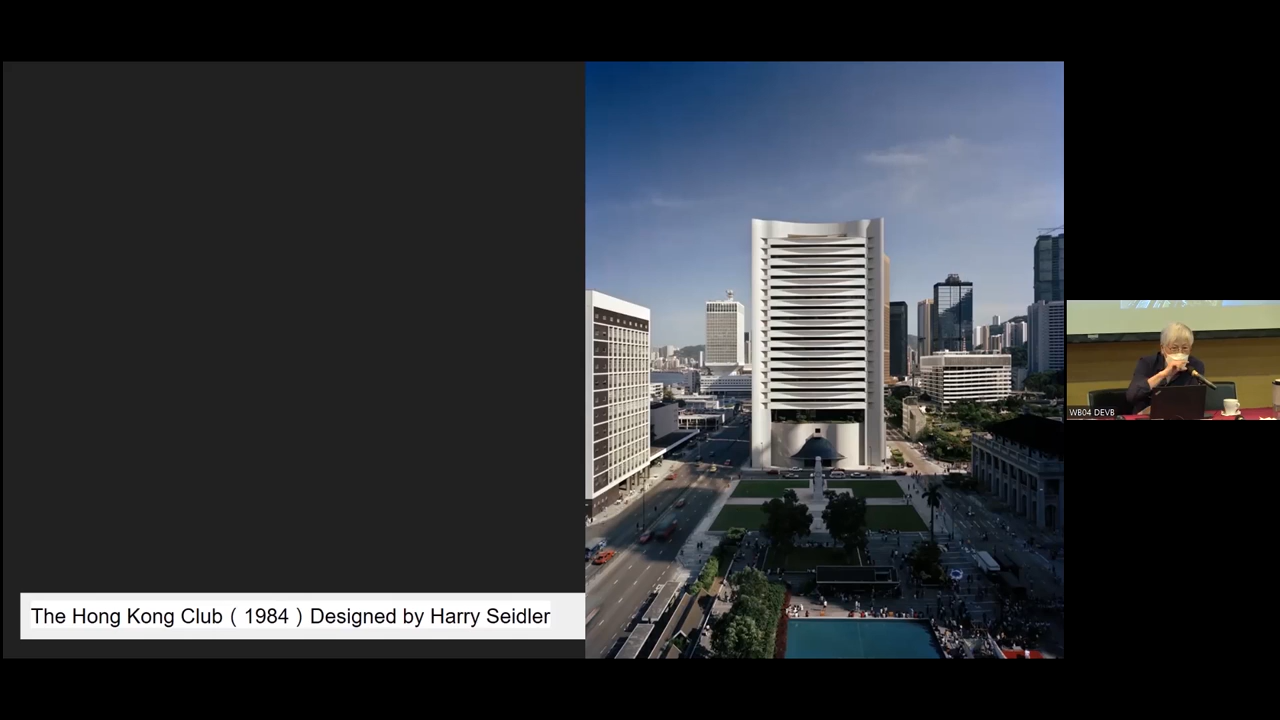 The Hong Kong Club ( 1984 ) Designed by Harry Seidler
WB04 DEVB